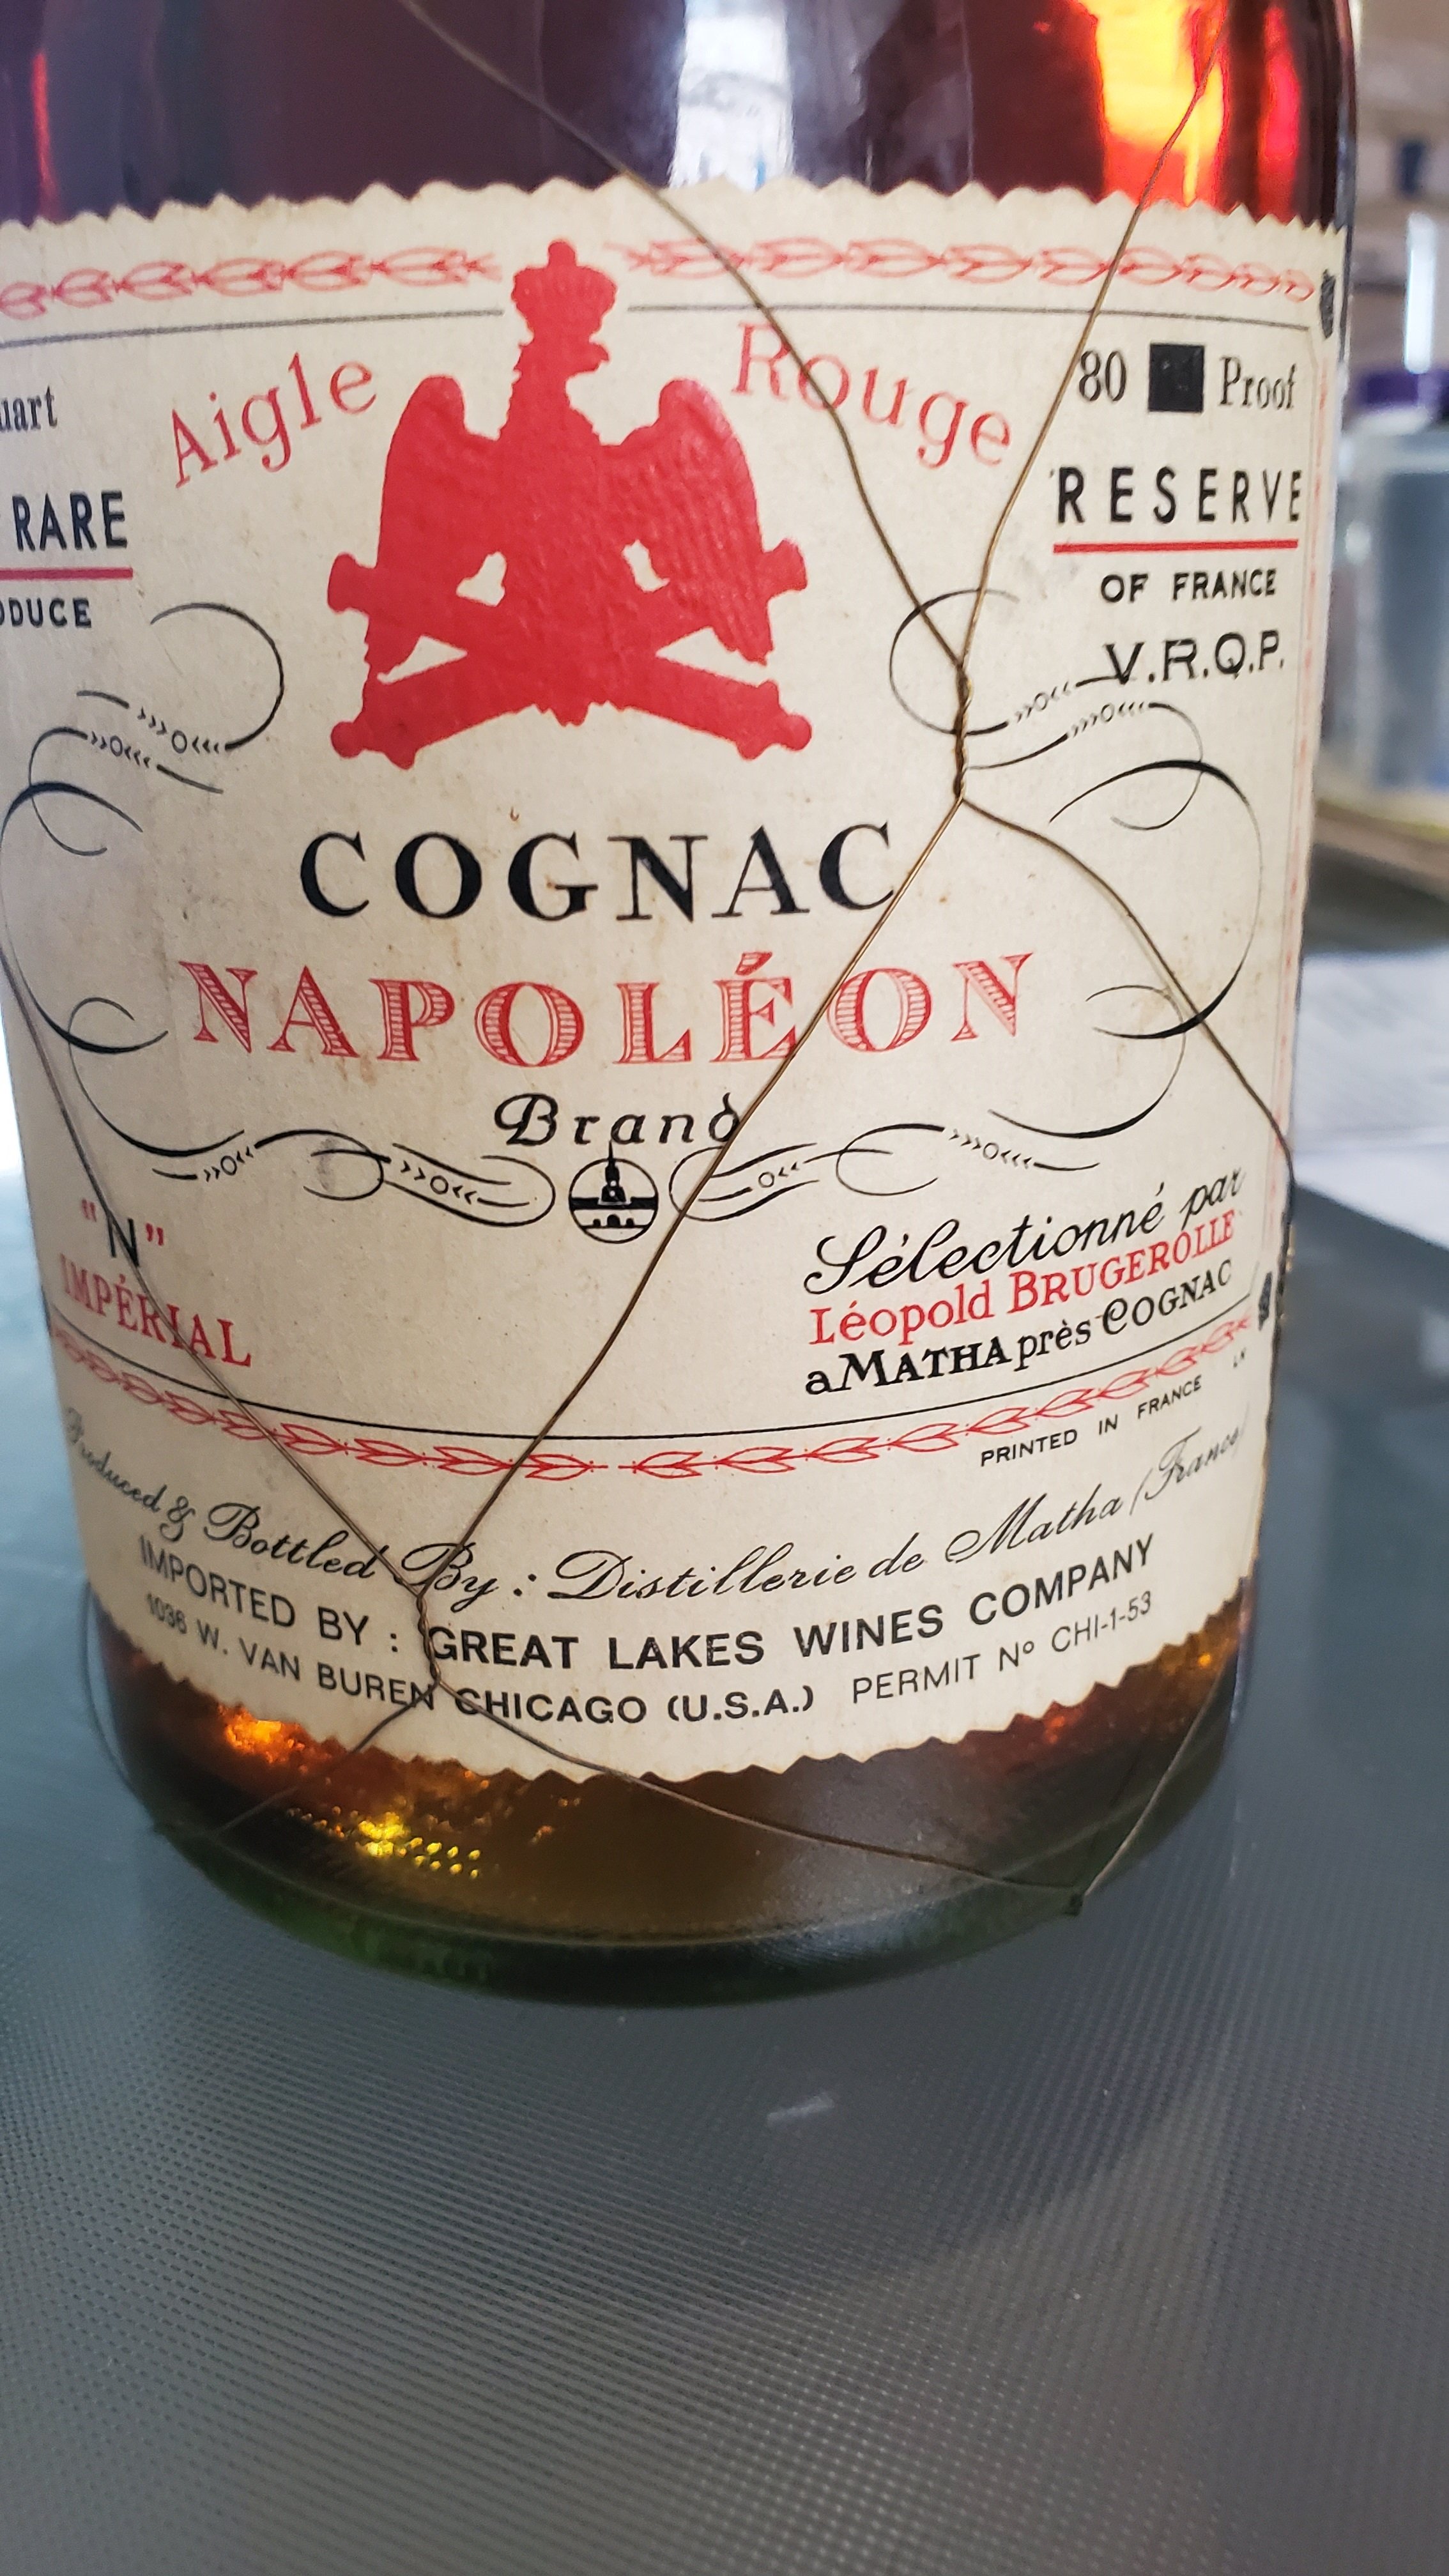 Aigle Rouge
80 Proof
RARE
RESERVE
OF FRANCE
V.R.Q.P.
COGNAC
NAPOLÉON
Brand
"N"
IMPÉRIAL
Sélectionné par
Léopold BRUGEROLLE
a MATHA près COGNAC
PRINTED IN FRANCE
Produced & Bottled By : Distillerie de Matha (France)
IMPORTED BY : GREAT LAKES WINES COMPANY
1036 W. VAN BUREN CHICAGO (U.S.A.) PERMIT Nº CHI-1-53